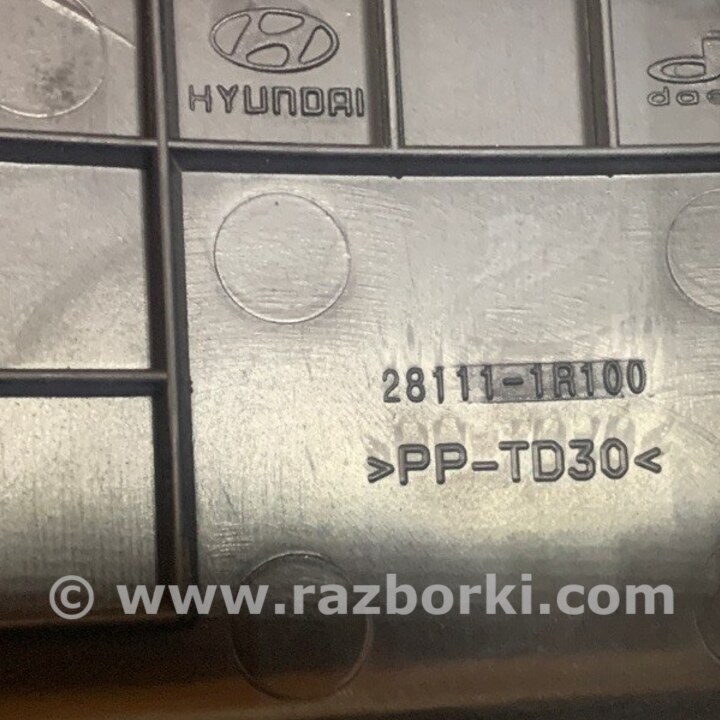 HYUNDAI
28111-1R100
>PP-TD30<
© www.razborki.com